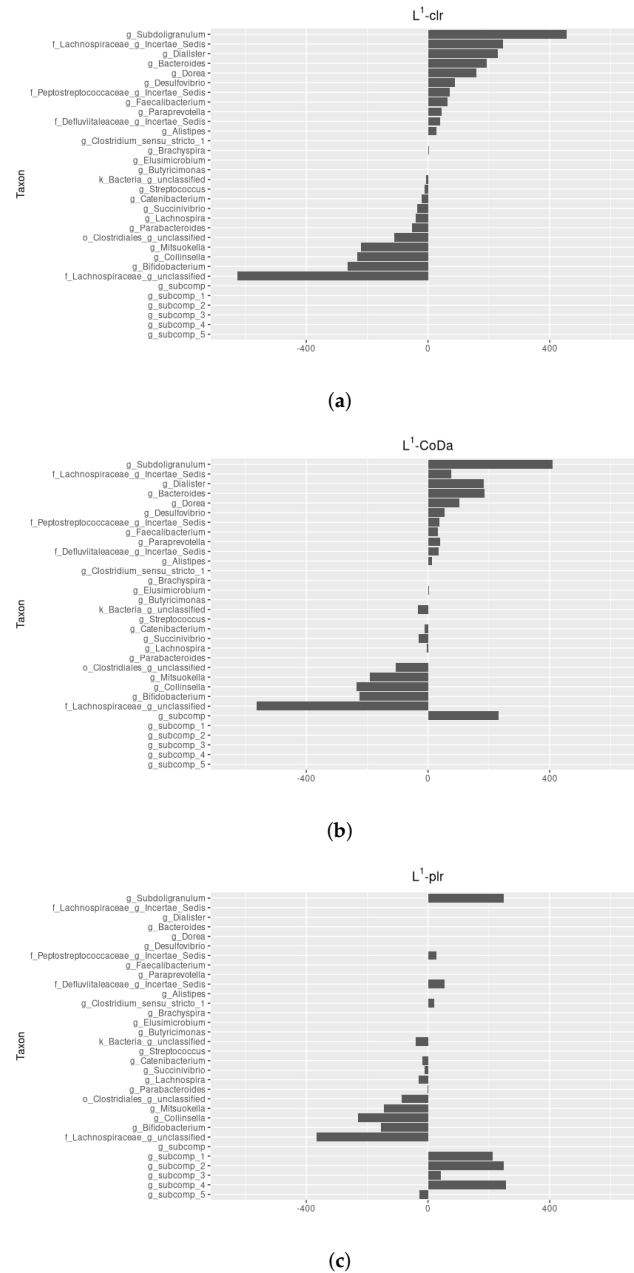 L¹-clr
Taxon
g_Subdoligranulum
f_Lachnospiraceae_g_Incertae_Sedis
g_Dialister
g_Bacteroides
g_Dorea
g_Desulfovibrio
f_Peptostreptococcaceae_g_Incertae_Sedis
g_Faecalibacterium
g_Paraprevotella
f_Defluviitaleaceae_g_Incertae_Sedis
g_Alistipes
g_Clostridium_sensu_stricto_1
g_Brachyspira
g_Elusimicrobium
g_Butyricimonas
k_Bacteria_g_unclassified
g_Streptococcus
g_Catenibacterium
g_Succinivibrio
g_Lachnospira
g_Parabacteroides
o_Clostridiales_g_unclassified
g_Mitsuokella
g_Collinsella
g_Bifidobacterium
f_Lachnospiraceae_g_unclassified
g_subcomp
g_subcomp_1
g_subcomp_2
g_subcomp_3
g_subcomp_4
g_subcomp_5
-400 0 400
(a)
L¹-CoDa
Taxon
g_Subdoligranulum
f_Lachnospiraceae_g_Incertae_Sedis
g_Dialister
g_Bacteroides
g_Dorea
g_Desulfovibrio
f_Peptostreptococcaceae_g_Incertae_Sedis
g_Faecalibacterium
g_Paraprevotella
f_Defluviitaleaceae_g_Incertae_Sedis
g_Alistipes
g_Clostridium_sensu_stricto_1
g_Brachyspira
g_Elusimicrobium
g_Butyricimonas
k_Bacteria_g_unclassified
g_Streptococcus
g_Catenibacterium
g_Succinivibrio
g_Lachnospira
g_Parabacteroides
o_Clostridiales_g_unclassified
g_Mitsuokella
g_Collinsella
g_Bifidobacterium
f_Lachnospiraceae_g_unclassified
g_subcomp
g_subcomp_1
g_subcomp_2
g_subcomp_3
g_subcomp_4
g_subcomp_5
-400 0 400
(b)
L¹-plr
Taxon
g_Subdoligranulum
f_Lachnospiraceae_g_Incertae_Sedis
g_Dialister
g_Bacteroides
g_Dorea
g_Desulfovibrio
f_Peptostreptococcaceae_g_Incertae_Sedis
g_Faecalibacterium
g_Paraprevotella
f_Defluviitaleaceae_g_Incertae_Sedis
g_Alistipes
g_Clostridium_sensu_stricto_1
g_Brachyspira
g_Elusimicrobium
g_Butyricimonas
k_Bacteria_g_unclassified
g_Streptococcus
g_Catenibacterium
g_Succinivibrio
g_Lachnospira
g_Parabacteroides
o_Clostridiales_g_unclassified
g_Mitsuokella
g_Collinsella
g_Bifidobacterium
f_Lachnospiraceae_g_unclassified
g_subcomp
g_subcomp_1
g_subcomp_2
g_subcomp_3
g_subcomp_4
g_subcomp_5
-400 0 400
(c)